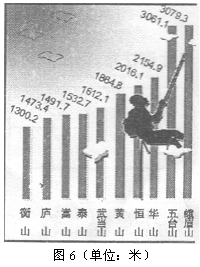 3079.3
3061.1
2154.9
2016.1
1864.8
1612.1
1532.7
1491.7
1473.4
1300.2
衡山
庐山
嵩山
泰山
武当山
黄山
恒山
华山
五台山
峨眉山
图6（单位：米）